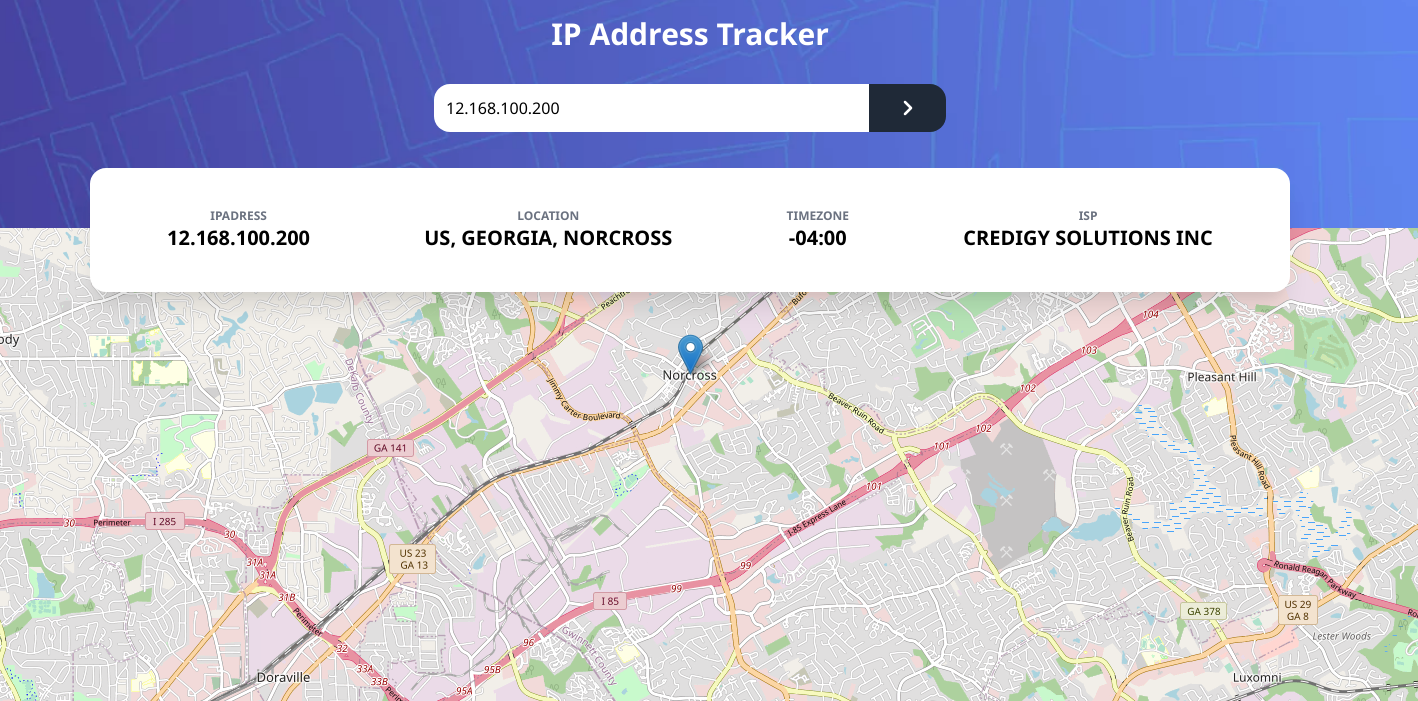 IP Address Tracker
12.168.100.200
IPADRESS
12.168.100.200
LOCATION
US, GEORGIA, NORCROSS
TIMEZONE
-04:00
ISP
CREDIGY SOLUTIONS INC
104
103
Norcross
Pleasant Hill
DeKalb County
Jimmy Carter Boulevard
102
Beaver Ruin Road
102
GA 141
101
Pleasant Hill Road
101
I 85 Express Lane
Beaver Ruin Road
30
Perimeter
I 285
30
31A
31A
US 23
GA 13
99
99
Ronald Reagan Parkway
31B
I 85
GA 378
US 29
GA 8
Perimeter
96
Gwinnett County
Lester Woods
32
33A
33B
95B
95A
Doraville
Luxomni